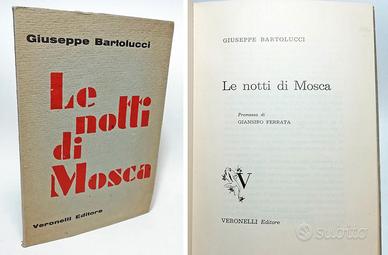 Giuseppe Bartolucci
Le
notti
di
Mosca
Veronelli Editore
GIUSEPPE BARTOLUCCI
Le notti di Mosca
Premessa di
GIANSIRO FERRATA
V
VERONELLI Editore
subito